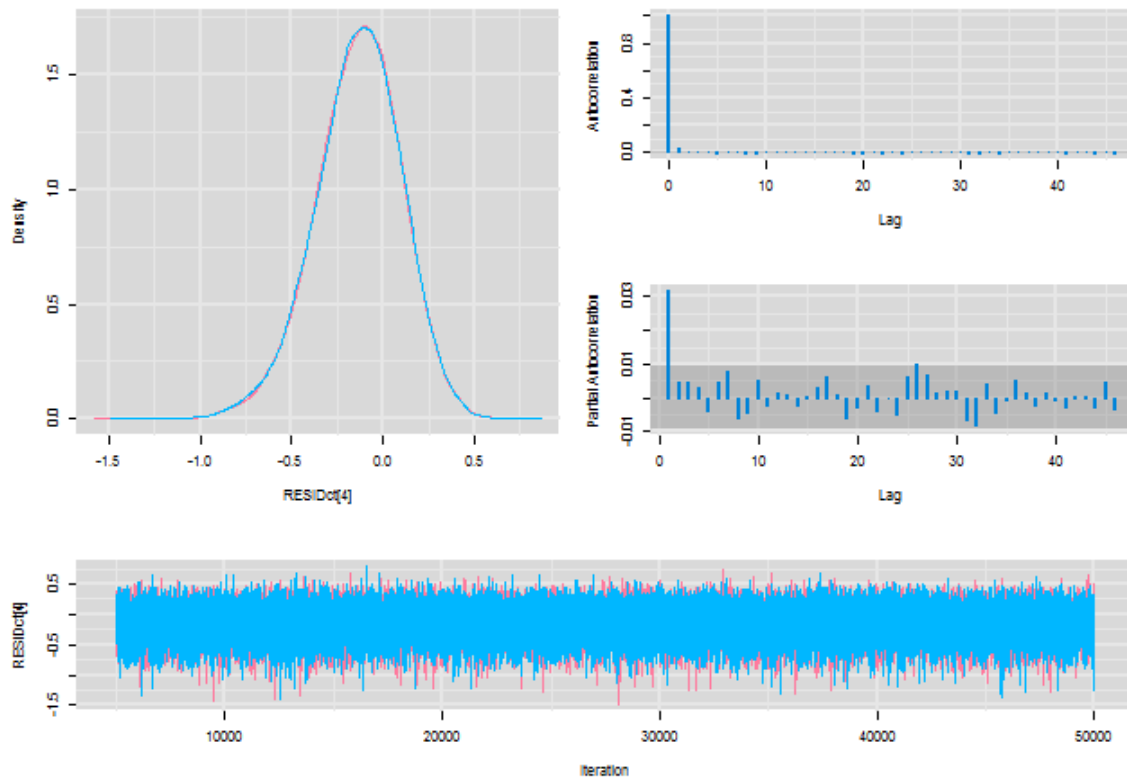 Density
1.5
1.0
0.5
0.0
-1.5 -1.0 -0.5 0.0 0.5
RESIDct[4]
Autocorrelation
0.8
0.4
0.0
0 10 20 30 40
Lag
Partial Autocorrelation
0.03
0.01
-0.01
0 10 20 30 40
Lag
RESIDct[4]
0.5
-0.5
-1.5
10000 20000 30000 40000 50000
Iteration